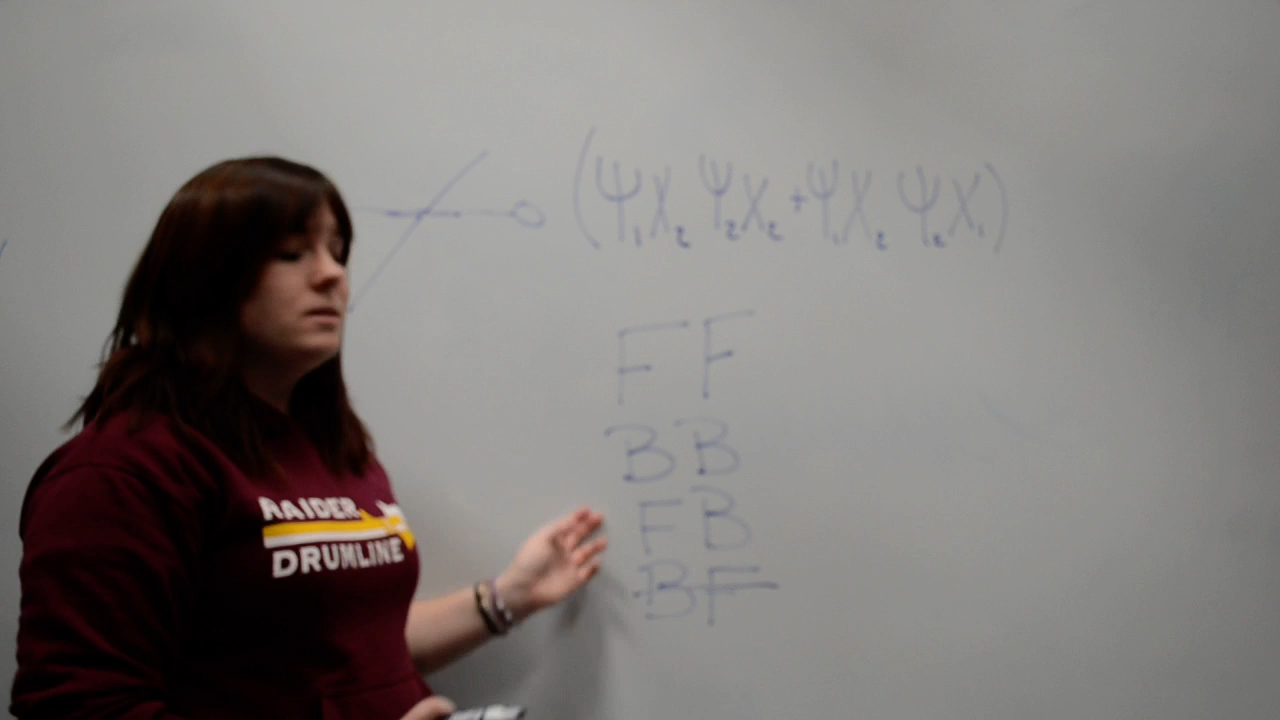 (Ψ₁X₂ Ψ₂X₂ + Ψ₁X₂ Ψ₂X₁)
FF
BB
FB
BF
RAIDER
DRUMLINE